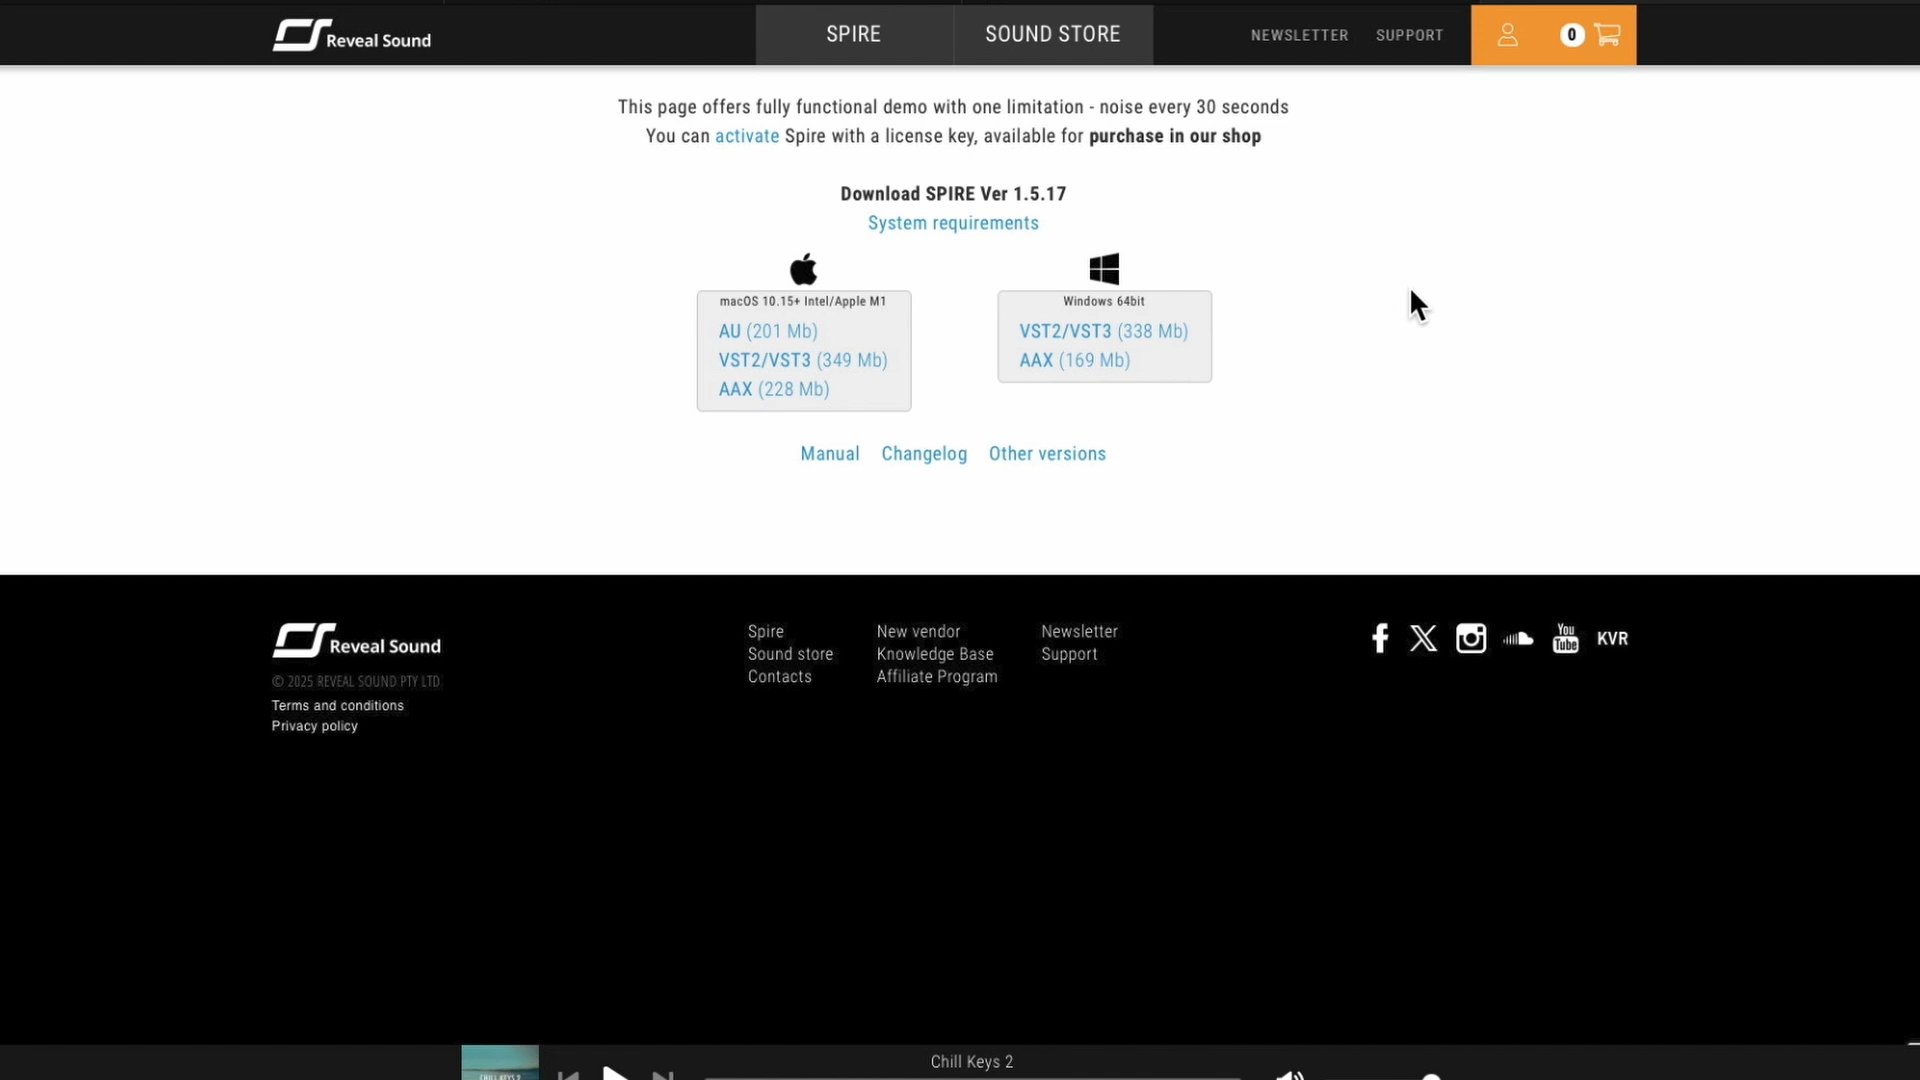 Reveal Sound
SPIRE
SOUND STORE
NEWSLETTER
SUPPORT
0
This page offers fully functional demo with one limitation - noise every 30 seconds
You can activate Spire with a license key, available for purchase in our shop
Download SPIRE Ver 1.5.17
System requirements
macOS 10.15+ Intel/Apple M1
AU (201 Mb)
VST2/VST3 (349 Mb)
AAX (228 Mb)
Windows 64bit
VST2/VST3 (338 Mb)
AAX (169 Mb)
Manual Changelog Other versions
Reveal Sound
© 2025 REVEAL SOUND PTY LTD
Terms and conditions
Privacy policy
Spire
Sound store
Contacts
New vendor
Knowledge Base
Affiliate Program
Newsletter
Support
You
Tube
KVR
CHILL KEYS 2
Chill Keys 2